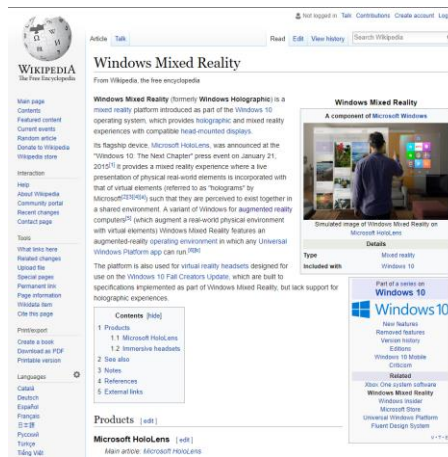 Not logged in Talk Contributions Create account Log
Article Talk
Read Edit View history Search Wikipedia
WIKIPEDIA
The Free Encyclopedia
Main page
Contents
Featured content
Current events
Random article
Donate to Wikipedia
Wikipedia store
Interaction
Help
About Wikipedia
Community portal
Recent changes
Contact page
Tools
What links here
Related changes
Upload file
Special pages
Permanent link
Page information
Wikidata item
Cite this page
Print/export
Create a book
Download as PDF
Printable version
Languages
Català
Deutsch
Español
Français
日本語
Русский
Türkçe
Tiếng Việt
Windows Mixed Reality
From Wikipedia, the free encyclopedia
Windows Mixed Reality (formerly Windows Holographic) is a
mixed reality platform introduced as part of the Windows 10
operating system, which provides holographic and mixed reality
experiences with compatible head-mounted displays.
Its flagship device, Microsoft HoloLens, was announced at the
"Windows 10: The Next Chapter" press event on January 21,
2015[1] it provides a mixed reality experience where a live
presentation of physical real-world elements is incorporated with
that of virtual elements (referred to as "holograms" by
Microsoft[2][3][4][a]) such that they are perceived to exist together in
a shared environment. A variant of Windows for augmented reality
computers[5] (which augment a real-world physical environment
with virtual elements) Windows Mixed Reality features an
augmented-reality operating environment in which any Universal
Windows Platform app can run.[6][b]
The platform is also used for virtual reality headsets designed for
use on the Windows 10 Fall Creators Update, which are built to
specifications implemented as part of Windows Mixed Reality, but lack support for
holographic experiences.
Contents [hide]
1 Products
1.1 Microsoft HoloLens
1.2 Immersive headsets
2 See also
3 Notes
4 References
5 External links
Products [edit]
Microsoft HoloLens [edit]
Main article: Microsoft HoloLens
Windows Mixed Reality
A component of Microsoft Windows
Simulated image of Windows Mixed Reality on
Microsoft HoloLens
Details
Type Mixed reality
Included with Windows 10
Part of a series on
Windows 10
Windows 10
New features
Removed features
Version history
Editions
Windows 10 Mobile
Criticism
Related
Xbox One system software
Windows Mixed Reality
Windows Insider
Microsoft Store
Universal Windows Platform
Fluent Design System
V · T · E